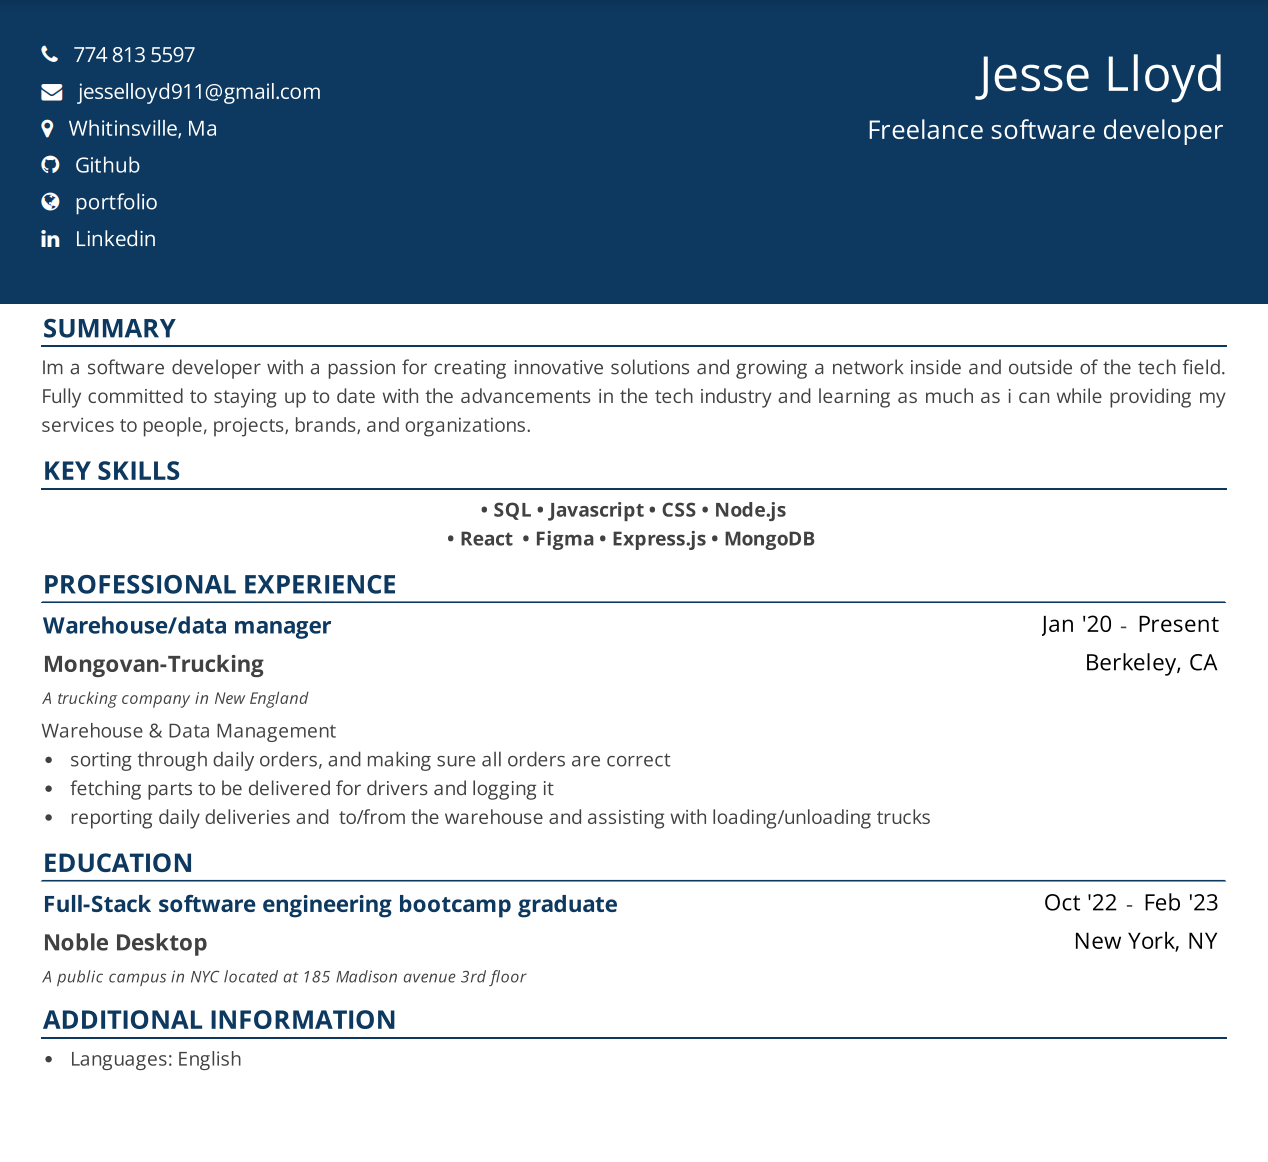 774 813 5597
jesselloyd911@gmail.com
Whitinsville, Ma
Github
portfolio
Linkedin
Jesse Lloyd
Freelance software developer
SUMMARY
Im a software developer with a passion for creating innovative solutions and growing a network inside and outside of the tech field.
Fully committed to staying up to date with the advancements in the tech industry and learning as much as i can while providing my
services to people, projects, brands, and organizations.
KEY SKILLS
• SQL • Javascript • CSS • Node.js
• React • Figma • Express.js • MongoDB
PROFESSIONAL EXPERIENCE
Warehouse/data manager
Jan '20 - Present
Mongovan-Trucking
Berkeley, CA
A trucking company in New England
Warehouse & Data Management
• sorting through daily orders, and making sure all orders are correct
• fetching parts to be delivered for drivers and logging it
• reporting daily deliveries and to/from the warehouse and assisting with loading/unloading trucks
EDUCATION
Full-Stack software engineering bootcamp graduate
Oct '22 - Feb '23
Noble Desktop
New York, NY
A public campus in NYC located at 185 Madison avenue 3rd floor
ADDITIONAL INFORMATION
• Languages: English